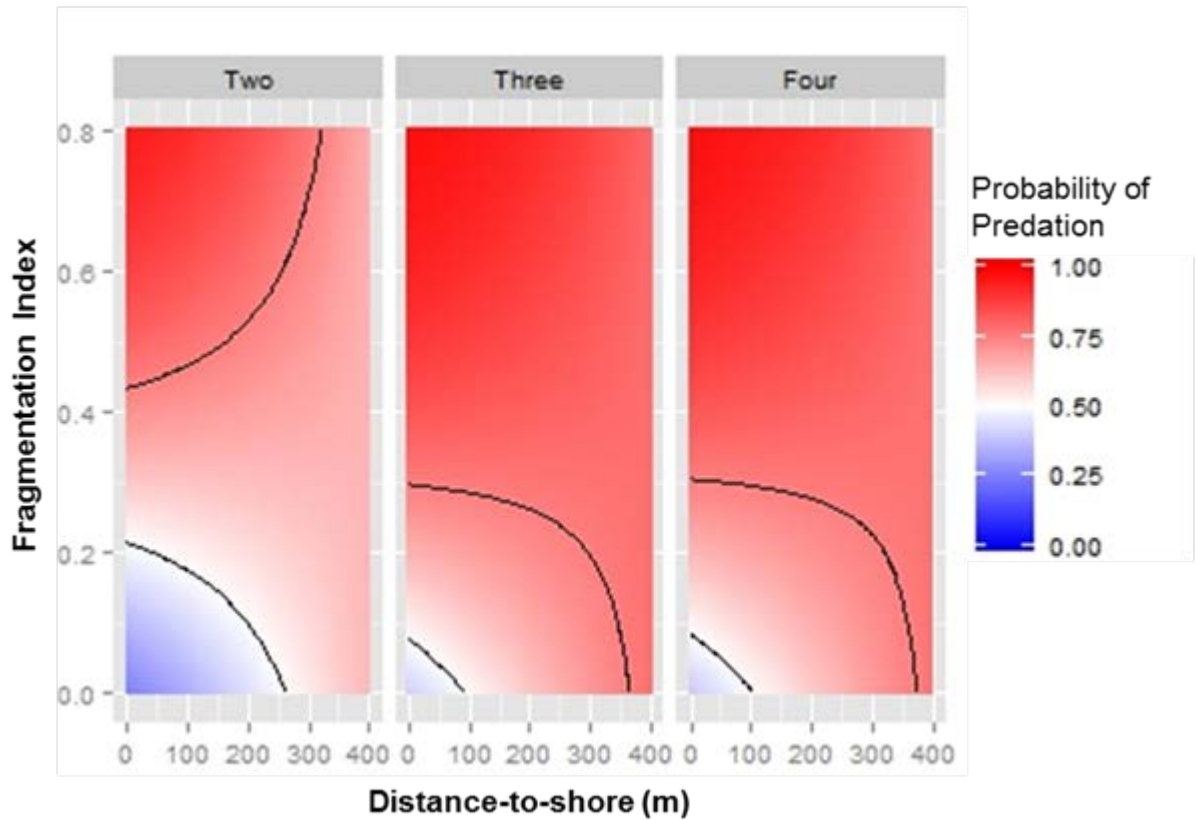 Two Three Four
Probability of
Predation
1.00
0.75
0.50
0.25
0.00
Fragmentation Index
0.8
0.6
0.4
0.2
0.0
0 100 200 300 400 0 100 200 300 400 0 100 200 300 400
Distance-to-shore (m)